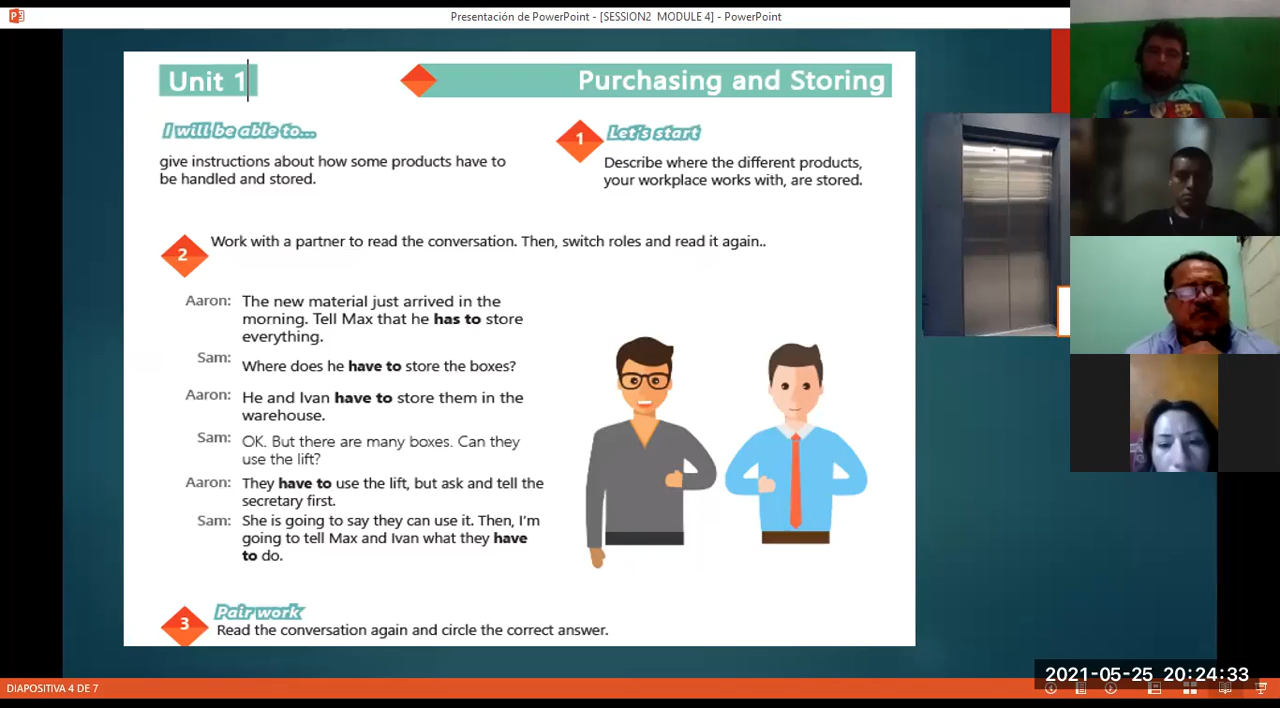 Presentación de PowerPoint - [SESSION2 MODULE 4] - PowerPoint
Unit 1
Purchasing and Storing
I will be able to...
give instructions about how some products have to
be handled and stored.
1
Let's start
Describe where the different products,
your workplace works with, are stored.
2
Work with a partner to read the conversation. Then, switch roles and read it again..
Aaron: The new material just arrived in the
morning. Tell Max that he has to store
everything.
Sam: Where does he have to store the boxes?
Aaron: He and Ivan have to store them in the
warehouse.
Sam: OK. But there are many boxes. Can they
use the lift?
Aaron: They have to use the lift, but ask and tell the
secretary first.
Sam: She is going to say they can use it. Then, I'm
going to tell Max and Ivan what they have
to do.
3
Pair work
Read the conversation again and circle the correct answer.
2021-05-25 20:24:33
DIAPOSITIVA 4 DE 7